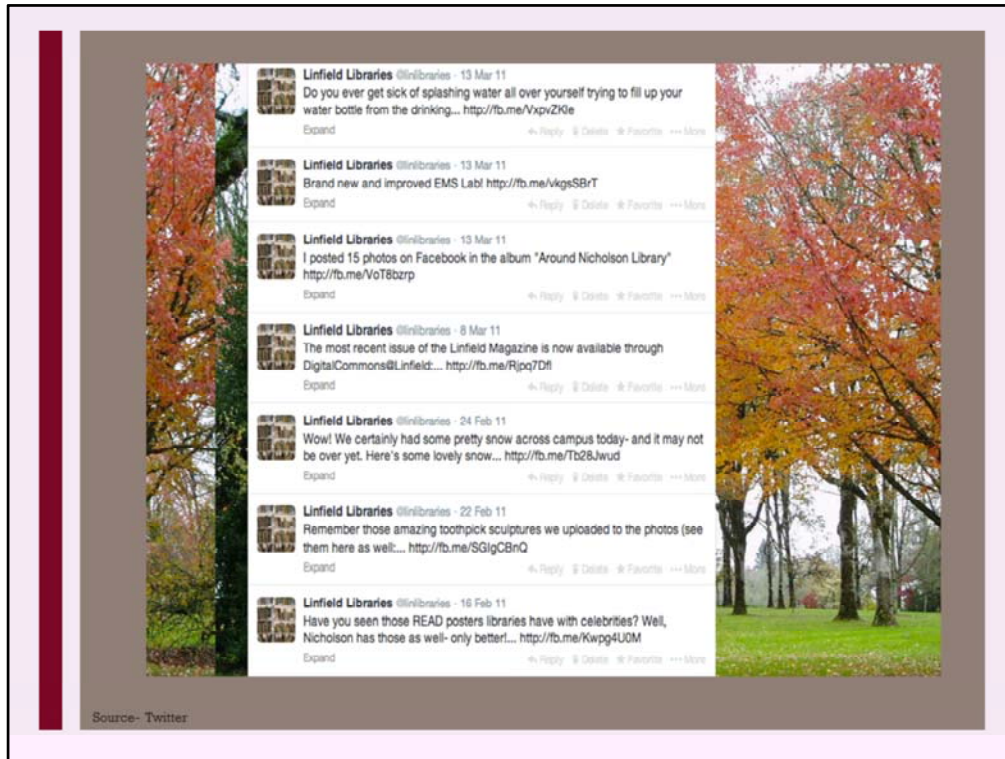 Linfield Libraries @linlibraries · 13 Mar 11
Do you ever get sick of splashing water all over yourself trying to fill up your
water bottle from the drinking... http://fb.me/VxpvZKle
Expand
Reply Delete Favorite More
Linfield Libraries @linlibraries · 13 Mar 11
Brand new and improved EMS Lab! http://fb.me/vkgsSBrT
Expand
Reply Delete Favorite More
Linfield Libraries @linlibraries · 13 Mar 11
I posted 15 photos on Facebook in the album "Around Nicholson Library"
http://fb.me/VoT8bzrp
Expand
Reply Delete Favorite More
Linfield Libraries @linlibraries · 8 Mar 11
The most recent issue of the Linfield Magazine is now available through
DigitalCommons@Linfield:... http://fb.me/Rjpq7Dfl
Expand
Reply Delete Favorite More
Linfield Libraries @linlibraries · 24 Feb 11
Wow! We certainly had some pretty snow across campus today- and it may not
be over yet. Here's some lovely snow... http://fb.me/Tb28Jwud
Expand
Reply Delete Favorite More
Linfield Libraries @linlibraries · 22 Feb 11
Remember those amazing toothpick sculptures we uploaded to the photos (see
them here as well:... http://fb.me/SGIgCBnQ
Expand
Reply Delete Favorite More
Linfield Libraries @linlibraries · 16 Feb 11
Have you seen those READ posters libraries have with celebrities? Well,
Nicholson has those as well- only better!... http://fb.me/Kwpg4U0M
Expand
Reply Delete Favorite More
Source- Twitter